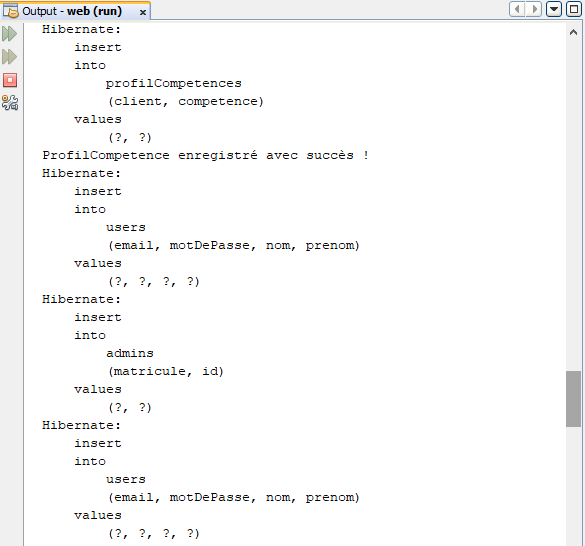 Output - web (run)
Hibernate:
insert
into
profilCompetences
(client, competence)
values
(?, ?)
ProfilCompetence enregistré avec succès !
Hibernate:
insert
into
users
(email, motDePasse, nom, prenom)
values
(?, ?, ?, ?)
Hibernate:
insert
into
admins
(matricule, id)
values
(?, ?)
Hibernate:
insert
into
users
(email, motDePasse, nom, prenom)
values
(?, ?, ?, ?)